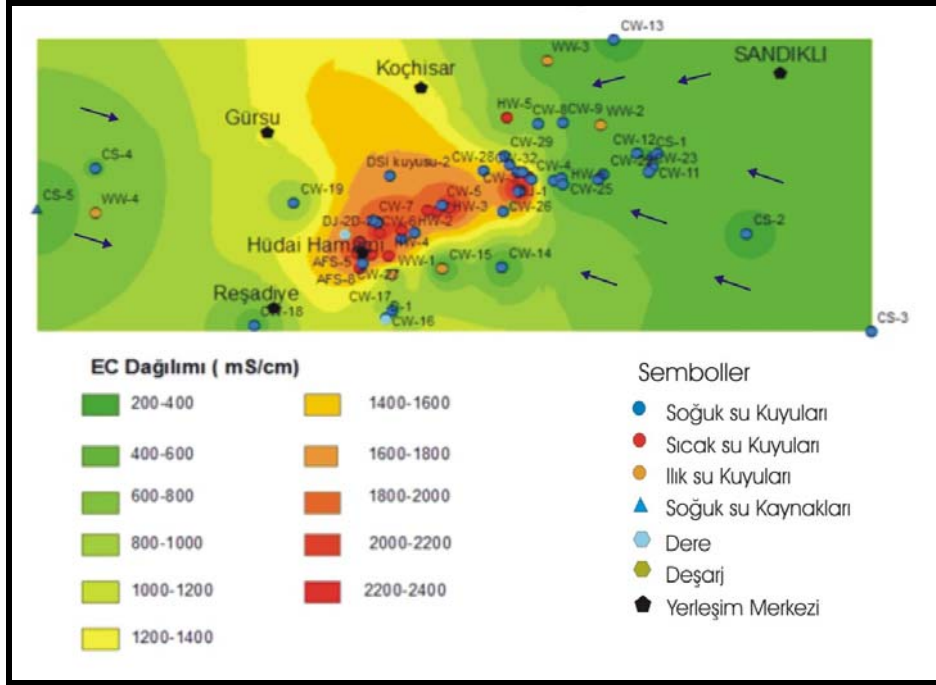 CW-13
WW-3
SANDIKLI
Koçhisar
HW-5
CW-8
CW-9
WW-2
Gürsu
CW-29
CW-12
CS-1
CW-28
CS-4
DSİ kuyusu-2
CW-4
CW-23
CW-11
CW-25
CS-5
WW-4
CW-19
CW-7
CW-5
HW-3
CW-26
CS-2
CW-6
HW-2
Hüdai Hamamı
HW-4
AFS-5
WW-1
CW-15
CW-14
AFS-8
CW-27
Reşadiye
CW-17
CW-18
CW-16
CS-3
EC Dağılımı ( mS/cm)
200-400
400-600
600-800
800-1000
1000-1200
1200-1400
1400-1600
1600-1800
1800-2000
2000-2200
2200-2400
Semboller
Soğuk su Kuyuları
Sıcak su Kuyuları
Ilık su Kuyuları
Soğuk su Kaynakları
Dere
Deşarj
Yerleşim Merkezi